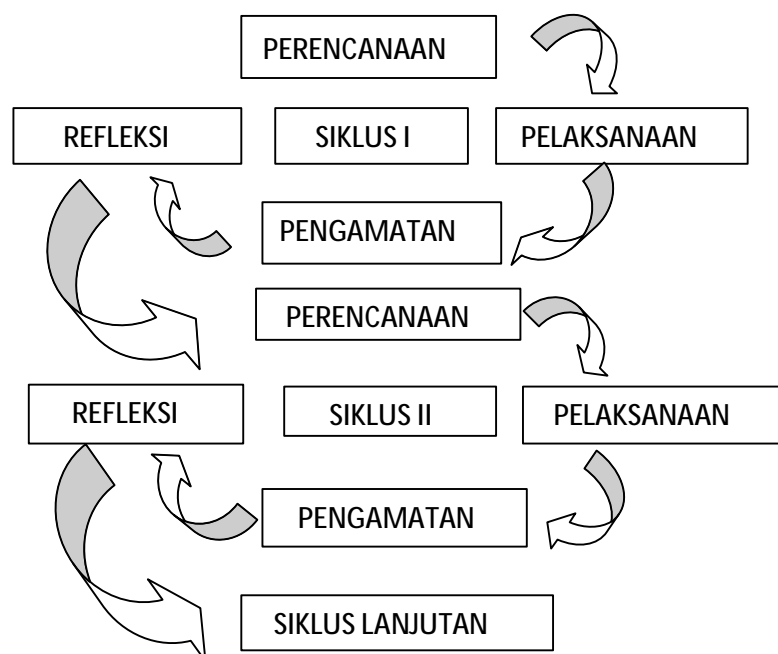 PERENCANAAN
REFLEKSI
SIKLUS I
PELAKSANAAN
PENGAMATAN
PERENCANAAN
REFLEKSI
SIKLUS II
PELAKSANAAN
PENGAMATAN
SIKLUS LANJUTAN